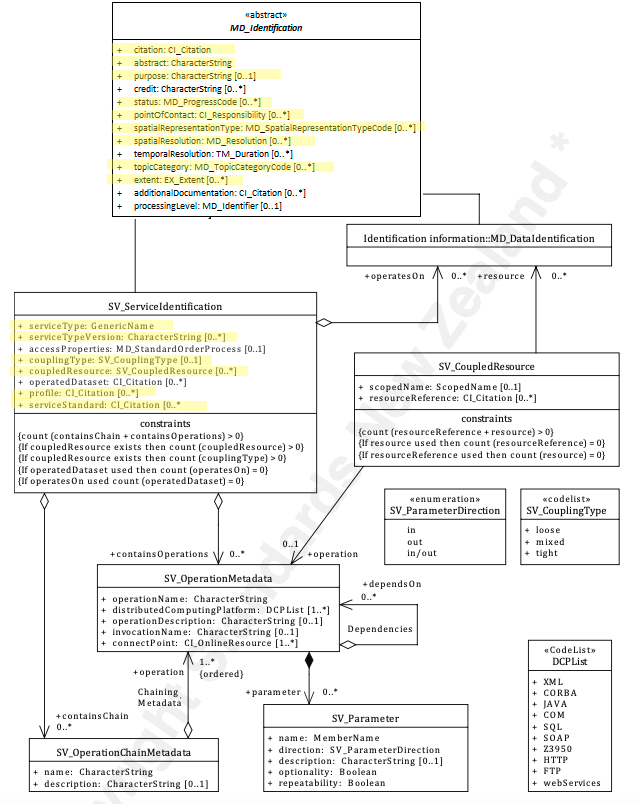 «abstract»
MD_Identification
+ citation: CI_Citation
+ abstract: CharacterString
+ purpose: CharacterString [0..1]
+ credit: CharacterString [0..*]
+ status: MD_ProgressCode [0..*]
+ pointOfContact: CI_Responsibility [0..*]
+ spatialRepresentationType: MD_SpatialRepresentationTypeCode [0..*]
+ spatialResolution: MD_Resolution [0..*]
+ temporalResolution: TM_Duration [0..*]
+ topicCategory: MD_TopicCategoryCode [0..*]
+ extent: EX_Extent [0..*]
+ additionalDocumentation: CI_Citation [0..*]
+ processingLevel: MD_Identifier [0..1]
Identification information::MD_DataIdentification
+operatesOn 0..* +resource 0..*
SV_ServiceIdentification
+ serviceType: GenericName
+ serviceTypeVersion: CharacterString [0..*]
+ accessProperties: MD_StandardOrderProcess [0..1]
+ couplingType: SV_CouplingType [0..1]
+ coupledResource: SV_CoupledResource [0..*]
+ operatedDataset: CI_Citation [0..*]
+ profile: CI_Citation [0..*]
+ serviceStandard: CI_Citation [0..*
constraints
{count (containsChain + containsOperations) > 0}
{If coupledResource exists then count (coupledResource) > 0}
{If coupledResource exists then count (couplingType) > 0}
{If operatedDataset used then count (operatesOn) = 0}
{If operatesOn used count (operatedDataset) = 0}
SV_CoupledResource
+ scopedName: ScopedName [0..1]
+ resourceReference: CI_Citation [0..*]
constraints
{count (resourceReference + resource) > 0}
{If resource used then count (resourceReference) = 0}
{If resourceReference used then count (resource) = 0}
«enumeration»
SV_ParameterDirection
in
out
in/out
«codelist»
SV_CouplingType
+ loose
+ mixed
+ tight
+containsOperations 0..*
0..1
+operation
SV_OperationMetadata
+ operationName: CharacterString
+ distributedComputingPlatform: DCPList [1..*]
+ operationDescription: CharacterString [0..1]
+ invocationName: CharacterString [0..1]
+ connectPoint: CI_OnlineResource [1..*]
+dependsOn
0..*
Dependencies
+operation
1..*
{ordered}
Chaining
Metadata
+parameter 0..*
+containsChain
0..*
SV_OperationChainMetadata
+ name: CharacterString
+ description: CharacterString [0..1]
SV_Parameter
+ name: MemberName
+ direction: SV_ParameterDirection
+ description: CharacterString [0..1]
+ optionality: Boolean
+ repeatability: Boolean
«CodeList»
DCPList
+ XML
+ CORBA
+ JAVA
+ COM
+ SQL
+ SOAP
+ Z3950
+ HTTP
+ FTP
+ webServices
New Zealand *